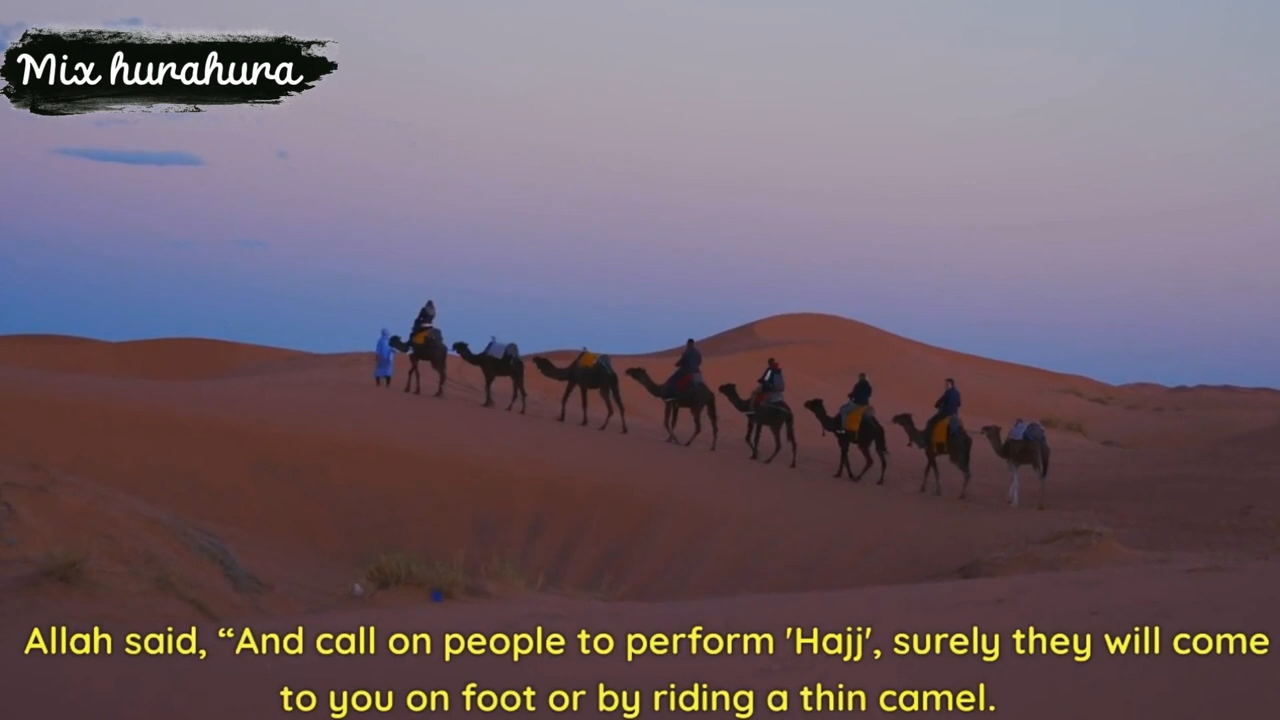 Mix hurahura
Allah said, “And call on people to perform 'Hajj', surely they will come
to you on foot or by riding a thin camel.